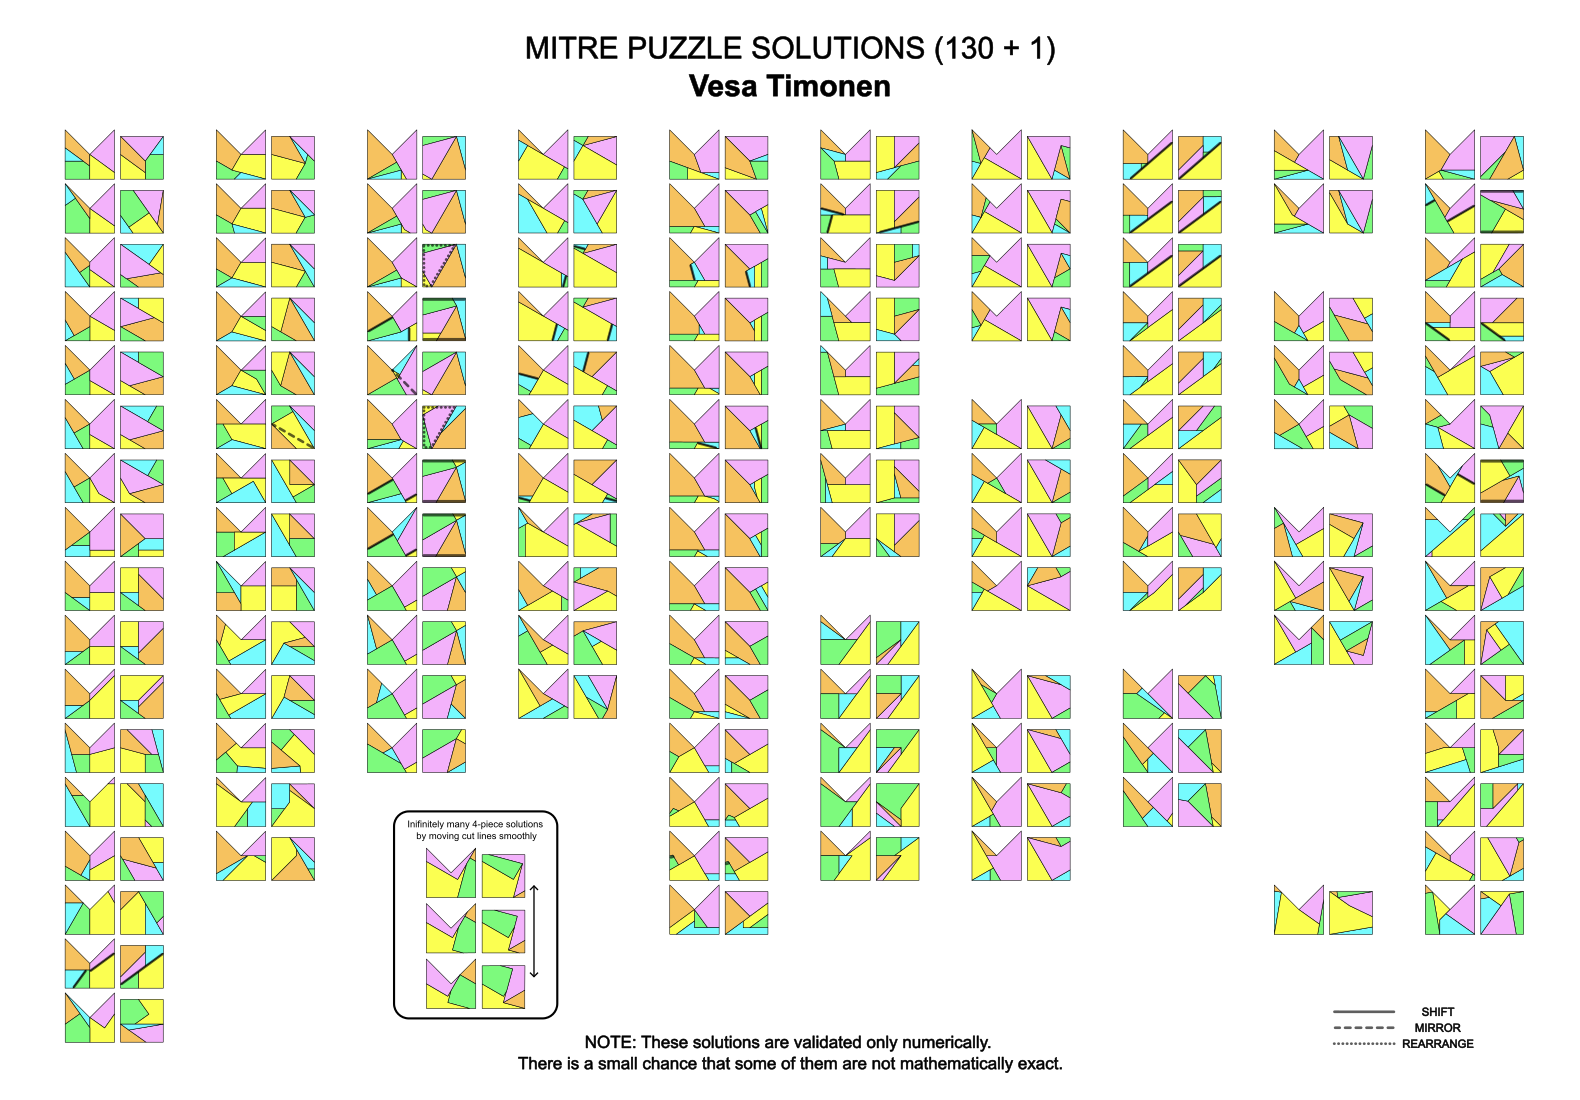 MITRE PUZZLE SOLUTIONS (130 + 1)
Vesa Timonen
Inifinitely many 4-piece solutions
by moving cut lines smoothly
SHIFT
MIRROR
REARRANGE
NOTE: These solutions are validated only numerically.
There is a small chance that some of them are not mathematically exact.